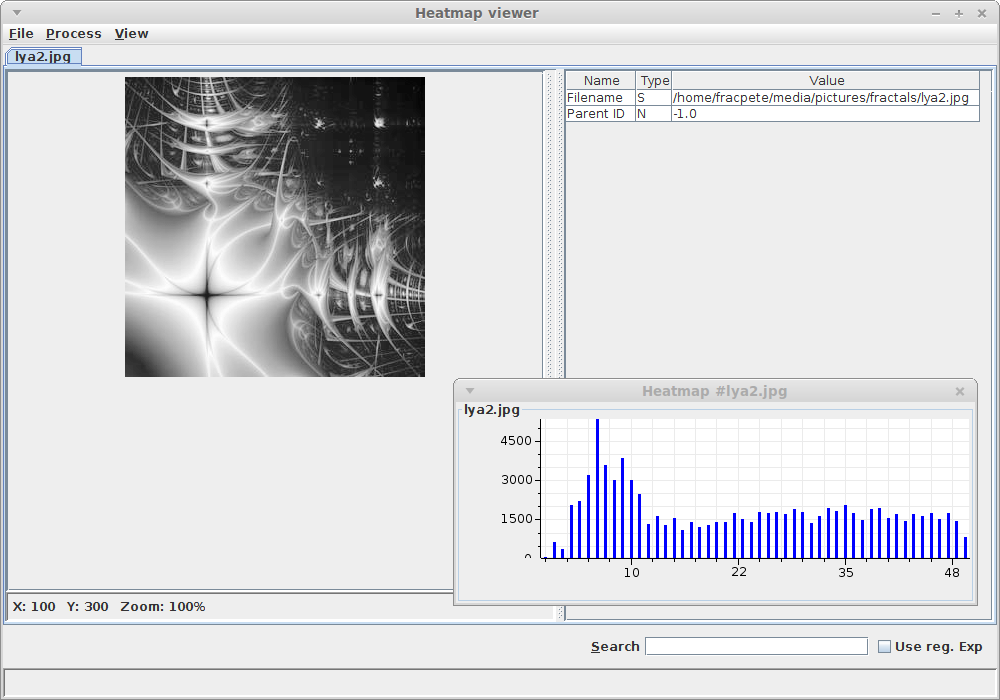 Heatmap viewer
File Process View
lya2.jpg
Name Type Value
Filename S /home/fracpete/media/pictures/fractals/lya2.jpg
Parent ID N -1.0
Heatmap #lya2.jpg
lya2.jpg
4500
3000
1500
0
10 22 35 48
X: 100 Y: 300 Zoom: 100%
Search Use reg. Exp